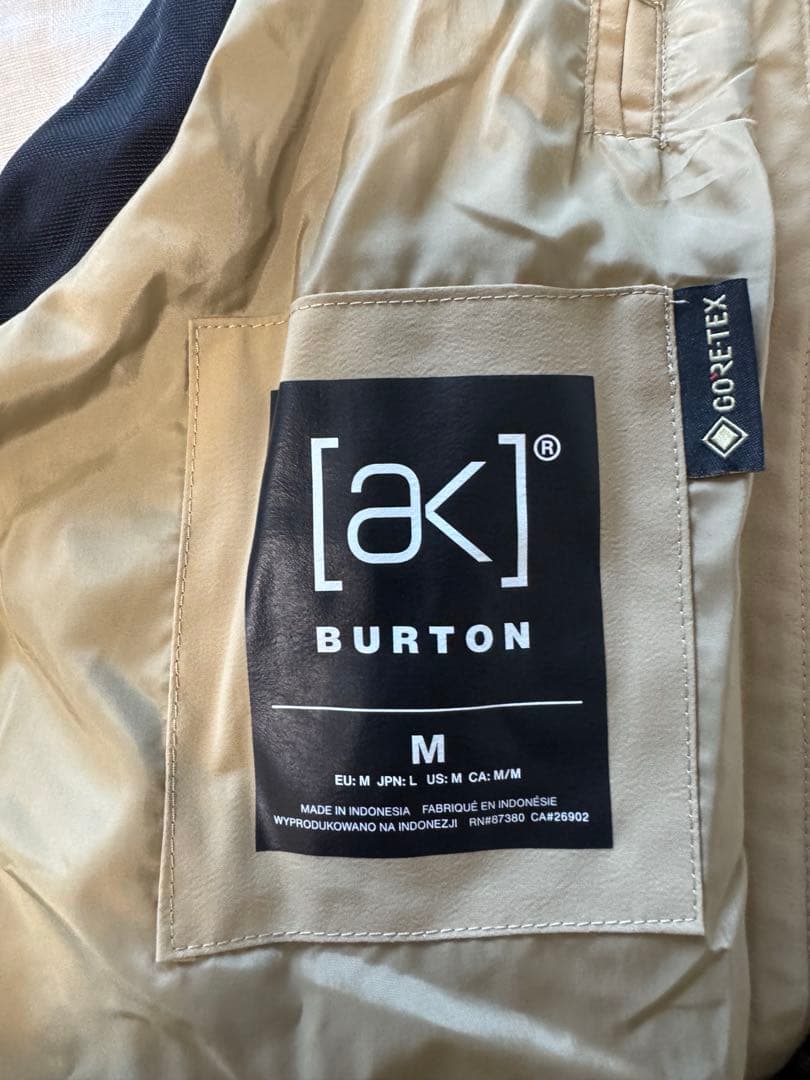 [ak]®
BURTON
M
EU: M JPN: L US: M CA: M/M
MADE IN INDONESIA FABRIQUÉ EN INDONÉSIE
WYPRODUKOWANO NA INDONEZJI RN#87380 CA#26902
GORE-TEX